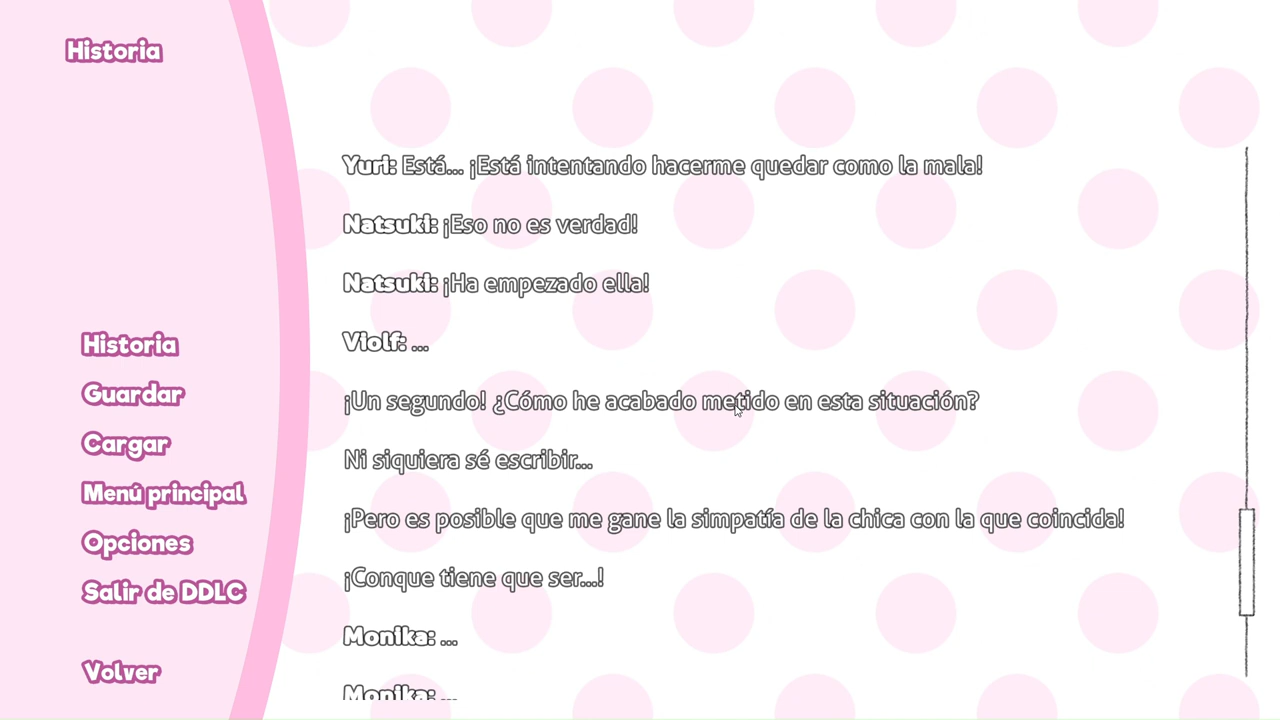 Historia
Historia
Guardar
Cargar
Menú principal
Opciones
Salir de DDLC
Volver
Yuri: Está... ¡Está intentando hacerme quedar como la mala!
Natsuki: ¡Eso no es verdad!
Natsuki: ¡Ha empezado ella!
Violf: ...
¡Un segundo! ¿Cómo he acabado metido en esta situación?
Ni siquiera sé escribir...
¡Pero es posible que me gane la simpatía de la chica con la que coincida!
¡Conque tiene que ser...!
Monika: ...
Monika: ...